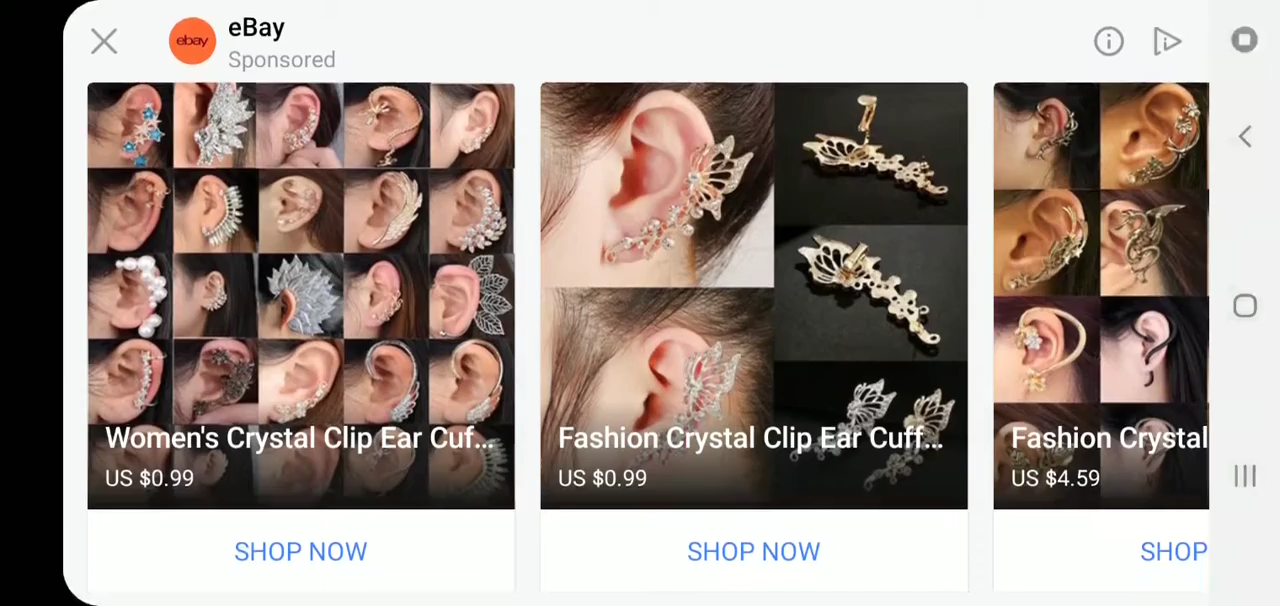 ebay
eBay
Sponsored
Women's Crystal Clip Ear Cuf...
US $0.99
SHOP NOW
Fashion Crystal Clip Ear Cuff...
US $0.99
SHOP NOW
Fashion Crystal
US $4.59
SHOP